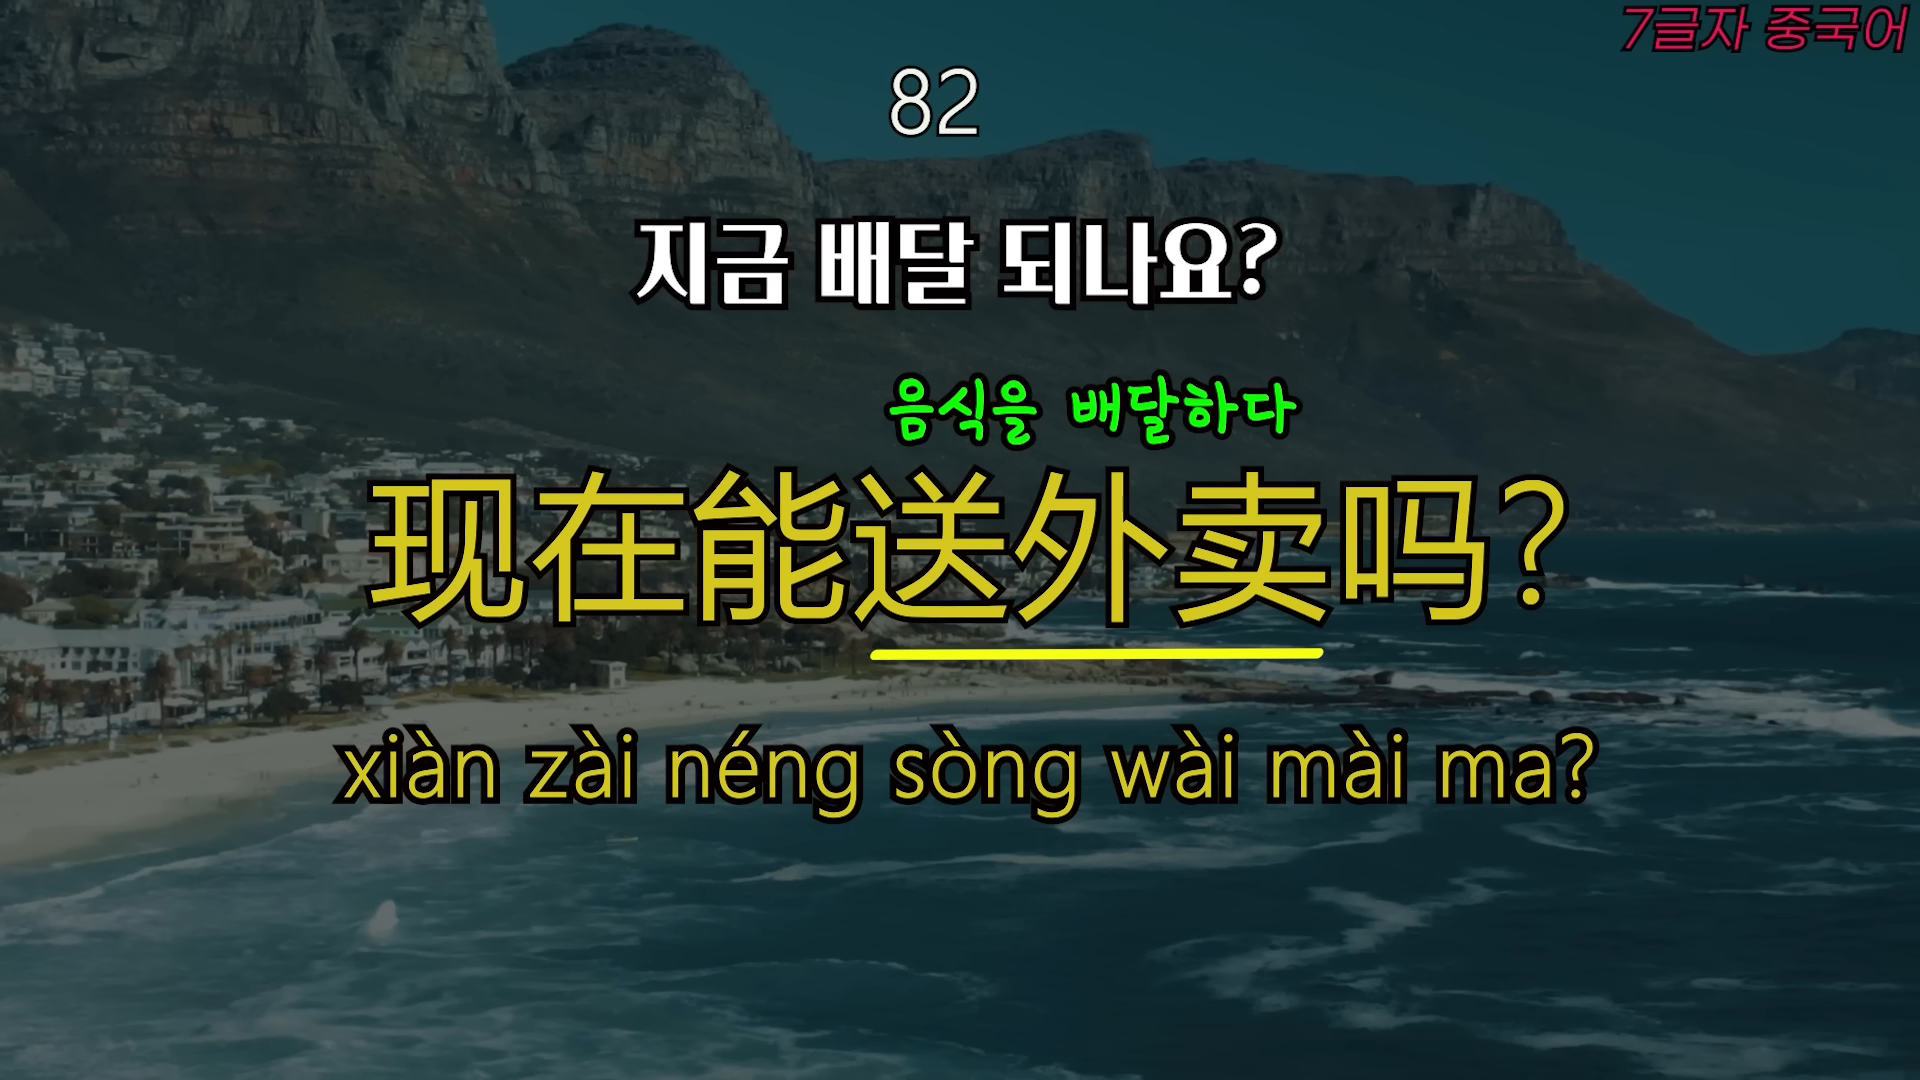 7글자 중국어
82
지금 배달 되나요?
음식을 배달하다
现在能送外卖吗?
xiàn zài néng sòng wài mài ma?